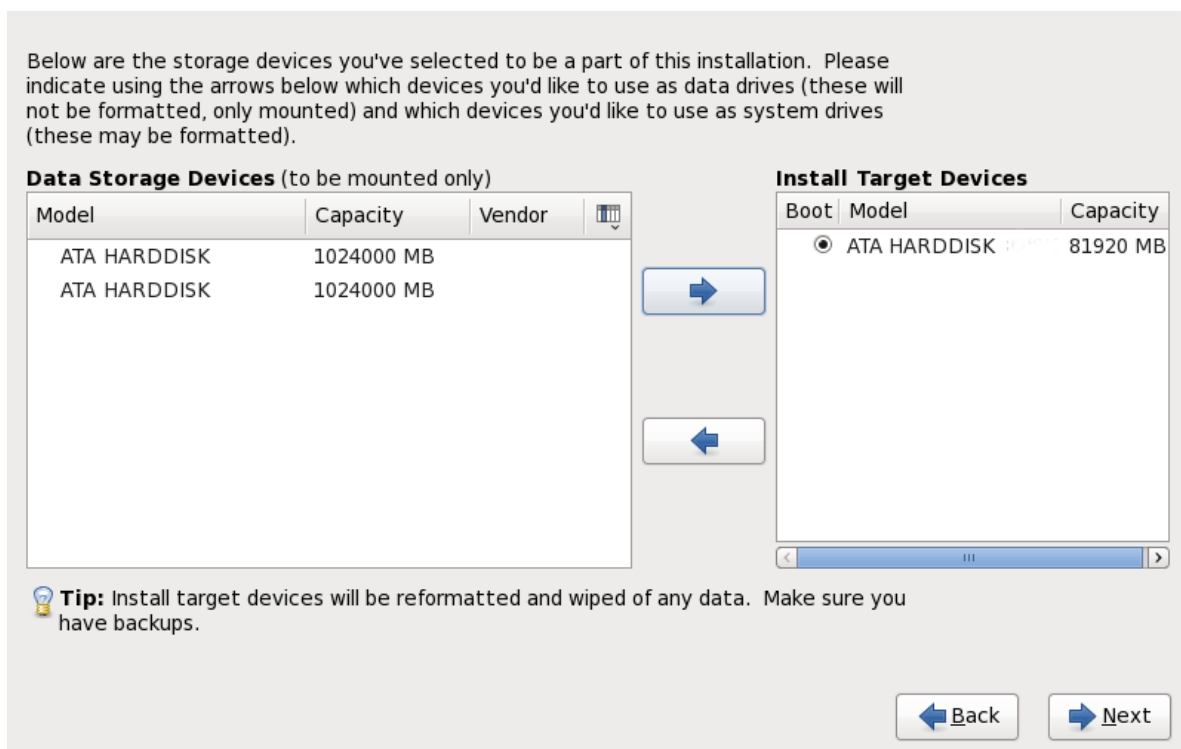 Below are the storage devices you've selected to be a part of this installation.  Please
indicate using the arrows below which devices you'd like to use as data drives (these will
not be formatted, only mounted) and which devices you'd like to use as system drives
(these may be formatted).
Data Storage Devices (to be mounted only)
Model Capacity Vendor
ATA HARDDISK 1024000 MB
ATA HARDDISK 1024000 MB
Install Target Devices
Boot Model Capacity
ATA HARDDISK 81920 MB
Tip: Install target devices will be reformatted and wiped of any data.  Make sure you
have backups.
Back Next